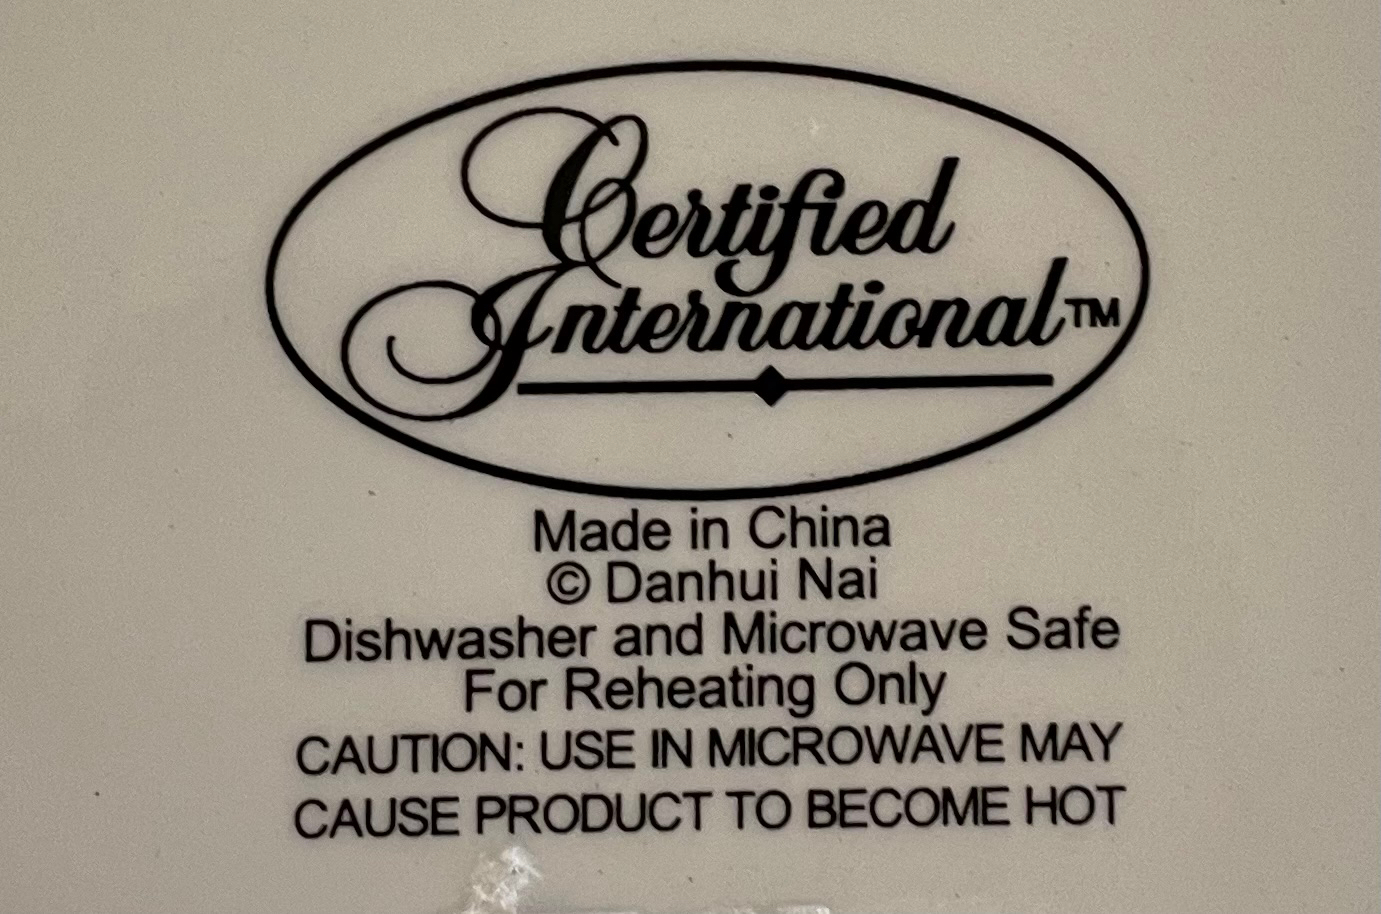 Certified
International™
Made in China
© Danhui Nai
Dishwasher and Microwave Safe
For Reheating Only
CAUTION: USE IN MICROWAVE MAY
CAUSE PRODUCT TO BECOME HOT